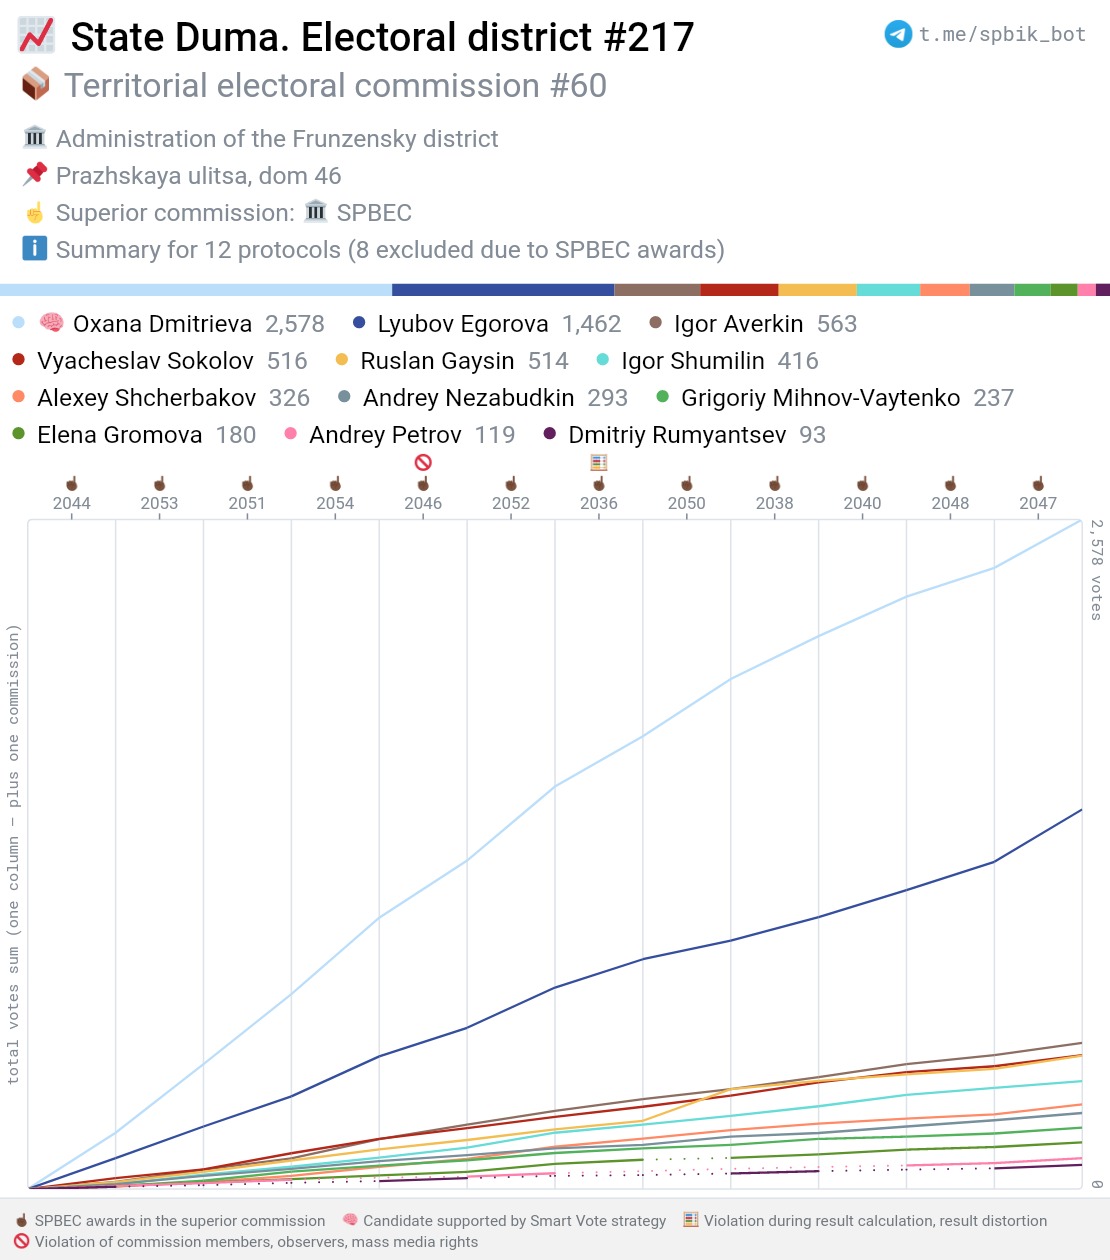 State Duma. Electoral district #217
t.me/spbik_bot
Territorial electoral commission #60
Administration of the Frunzensky district
Prazhskaya ulitsa, dom 46
Superior commission: SPBEC
Summary for 12 protocols (8 excluded due to SPBEC awards)
Oxana Dmitrieva 2,578 Lyubov Egorova 1,462 Igor Averkin 563
Vyacheslav Sokolov 516 Ruslan Gaysin 514 Igor Shumilin 416
Alexey Shcherbakov 326 Andrey Nezabudkin 293 Grigoriy Mihnov-Vaytenko 237
Elena Gromova 180 Andrey Petrov 119 Dmitriy Rumyantsev 93
2044 2053 2051 2054 2046 2052 2036 2050 2038 2040 2048 2047
2,578 votes
total votes sum (one column – plus one commission)
0
SPBEC awards in the superior commission Candidate supported by Smart Vote strategy Violation during result calculation, result distortion
Violation of commission members, observers, mass media rights